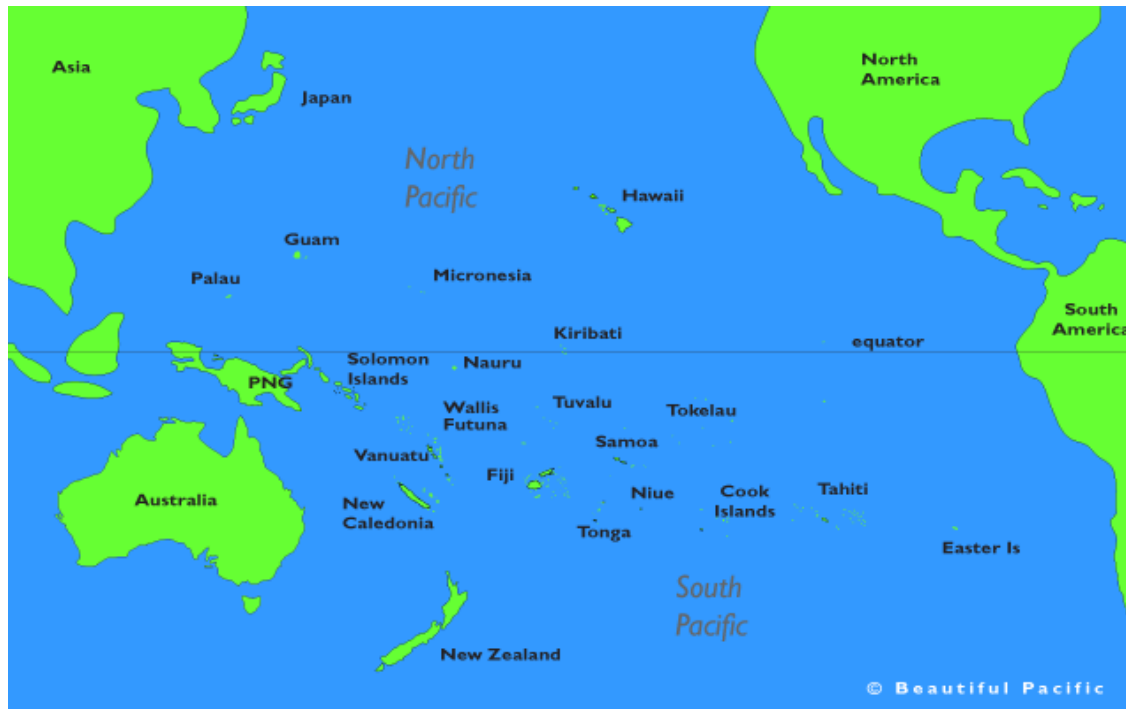 Asia
North
America
Japan
North
Pacific
Hawaii
Guam
Palau
Micronesia
South
America
Kiribati
equator
Solomon
Islands
Nauru
PNG
Wallis
Futuna
Tuvalu
Tokelau
Samoa
Vanuatu
Fiji
Australia
New
Caledonia
Niue
Cook
Islands
Tahiti
Tonga
Easter Is
South
Pacific
New Zealand
© Beautiful Pacific